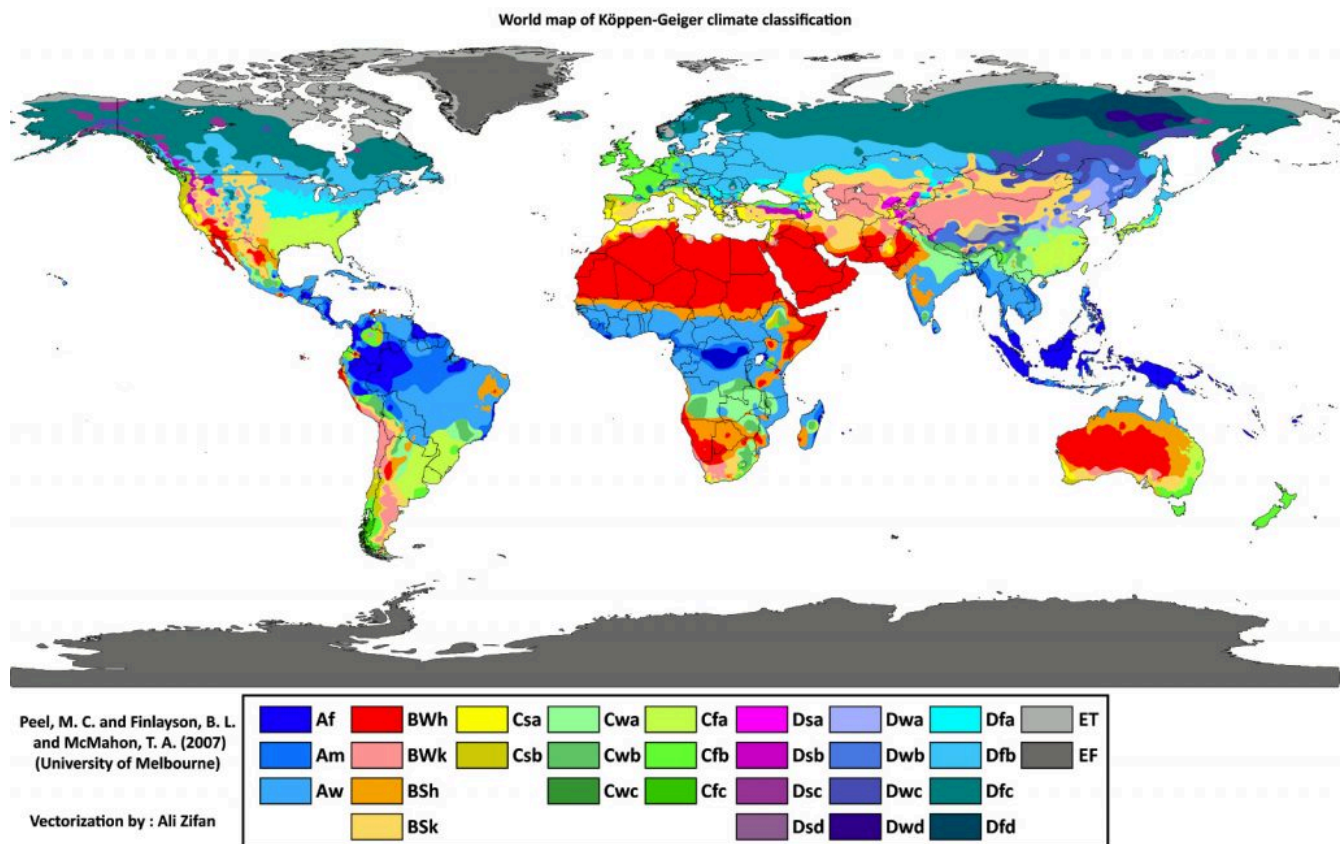 World map of Köppen-Geiger climate classification
Peel, M. C. and Finlayson, B. L.
and McMahon, T. A. (2007)
(University of Melbourne)
Vectorization by : Ali Zifan
Af BWh Csa Cwa Cfa Dsa Dwa Dfa ET
Am BWk Csb Cwb Cfb Dsb Dwb Dfb EF
Aw BSh Cwc Cfc Dsc Dwc Dfc
BSk Dsd Dwd Dfd